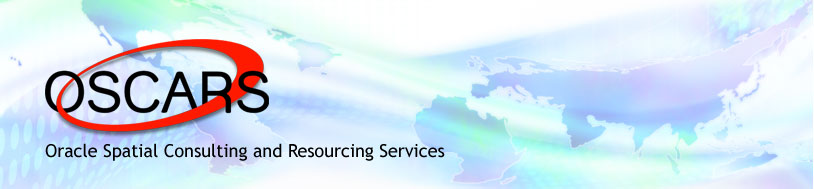 OSCARS
Oracle Spatial Consulting and Resourcing Services